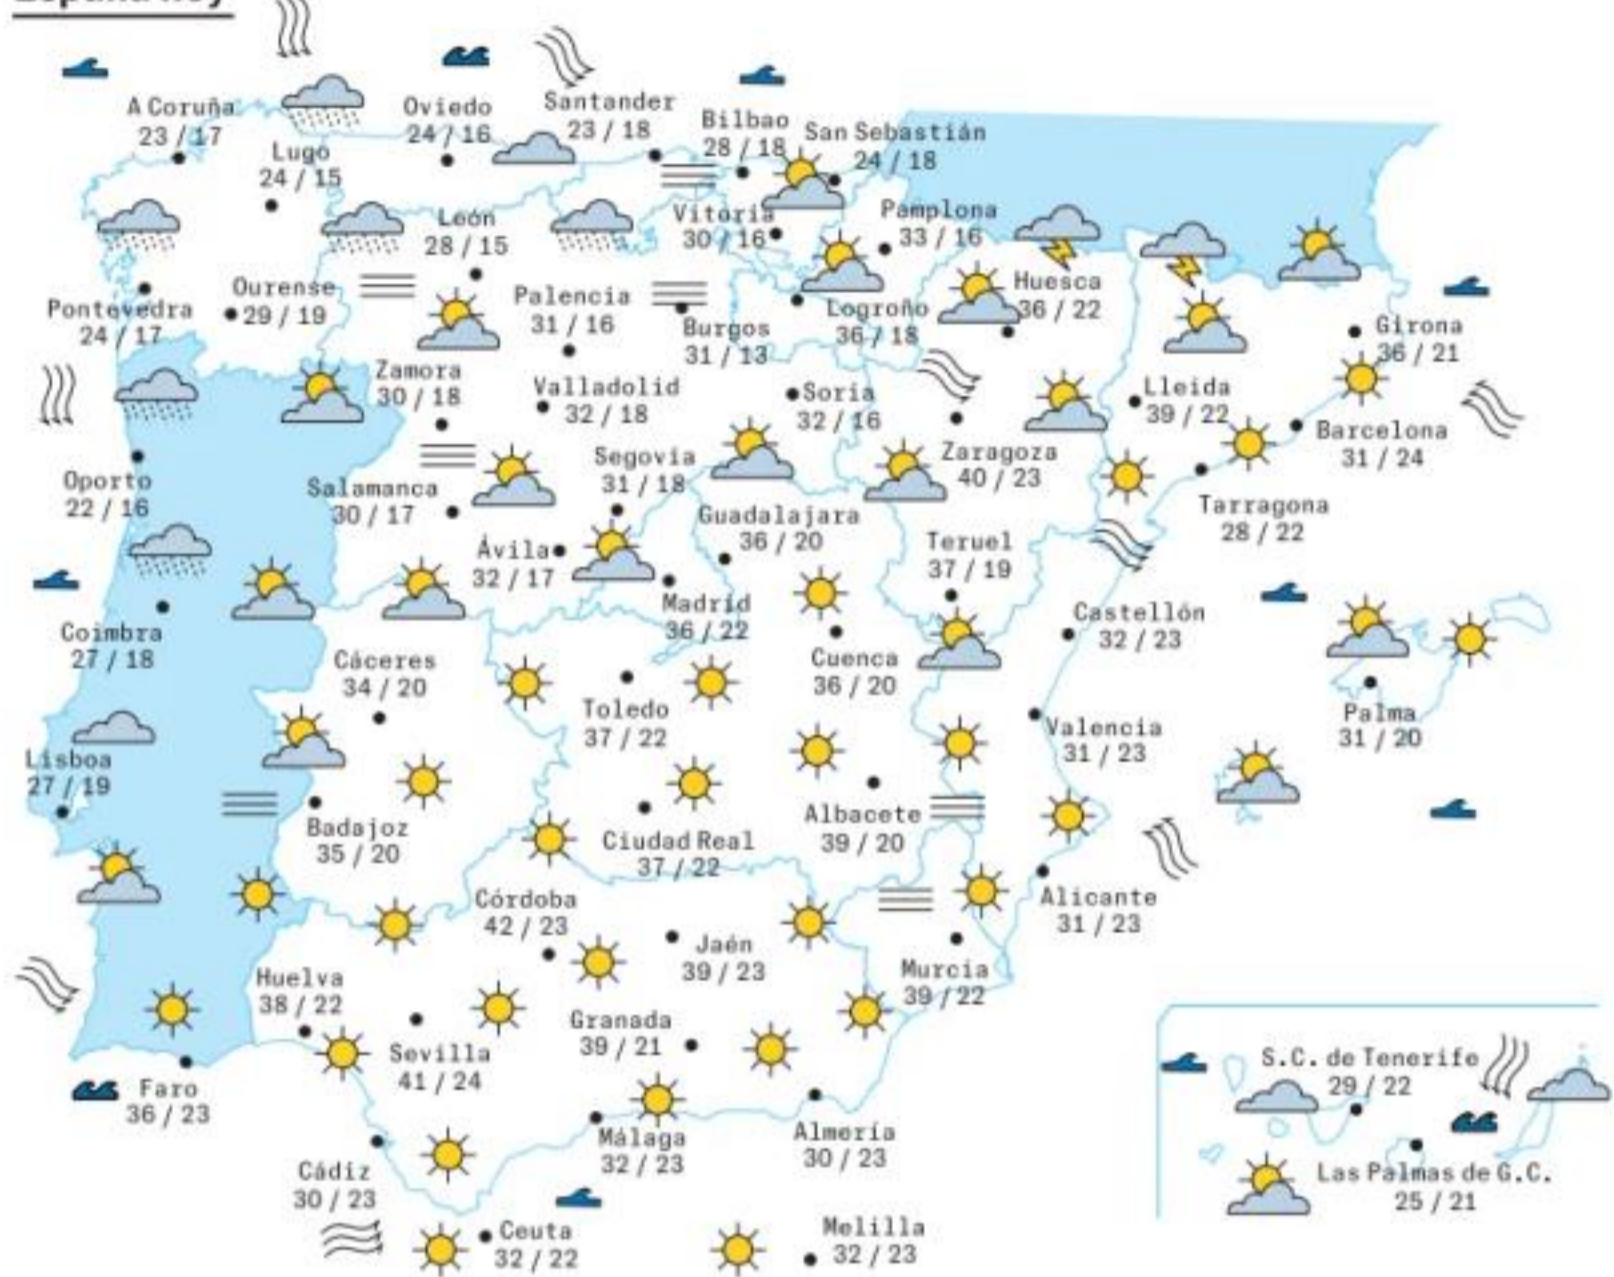 España hoy
A Coruña
23 / 17
Oviedo
24 / 16
Santander
23 / 18
Bilbao
28 / 18
San Sebastián
24 / 18
Lugo
24 / 15
León
28 / 15
Vitoria
30 / 16
Pamplona
33 / 16
Pontevedra
24 / 17
Ourense
29 / 19
Palencia
31 / 16
Burgos
31 / 13
Logroño
36 / 18
Huesca
36 / 22
Girona
36 / 21
Zamora
30 / 18
Valladolid
32 / 18
Soria
32 / 16
Lleida
39 / 22
Barcelona
31 / 24
Oporto
22 / 16
Salamanca
30 / 17
Segovia
31 / 18
Zaragoza
40 / 23
Tarragona
28 / 22
Guadalajara
36 / 20
Ávila
32 / 17
Teruel
37 / 19
Madrid
36 / 22
Castellón
32 / 23
Coimbra
27 / 18
Cáceres
34 / 20
Cuenca
36 / 20
Toledo
37 / 22
Palma
31 / 20
Valencia
31 / 23
Lisboa
27 / 19
Badajoz
35 / 20
Ciudad Real
37 / 22
Albacete
39 / 20
Alicante
31 / 23
Córdoba
42 / 23
Jaén
39 / 23
Murcia
39 / 22
Huelva
38 / 22
Granada
39 / 21
Sevilla
41 / 24
Faro
36 / 23
Málaga
32 / 23
Almería
30 / 23
Cádiz
30 / 23
Ceuta
32 / 22
Melilla
32 / 23
S.C. de Tenerife
29 / 22
Las Palmas de G.C.
25 / 21